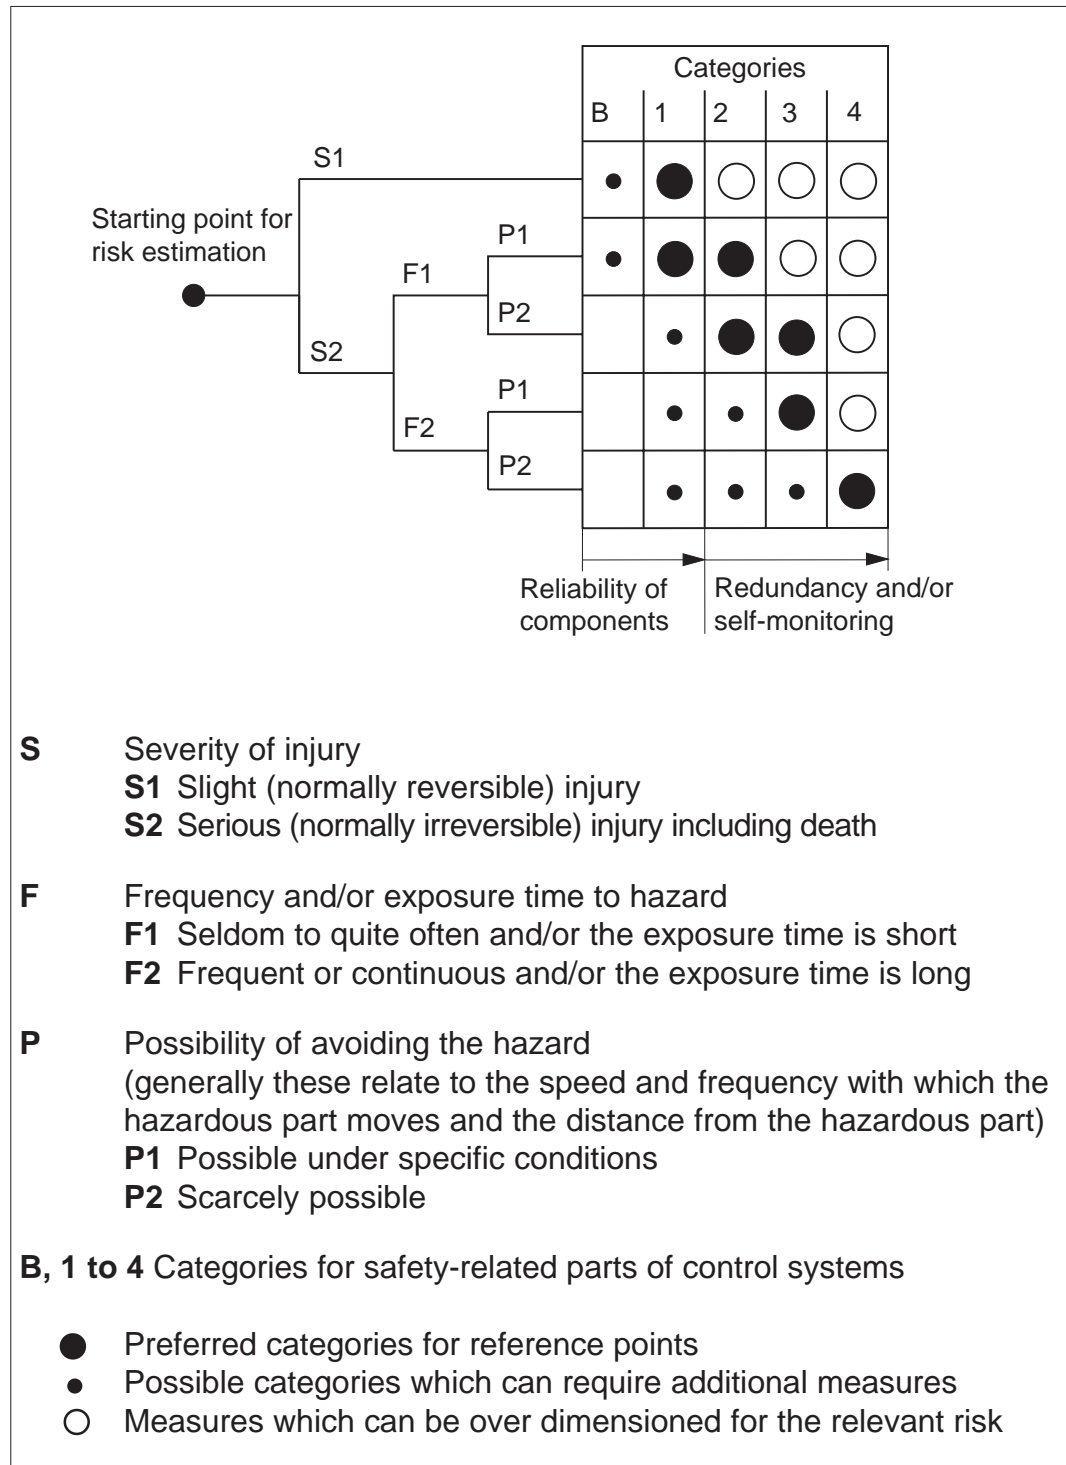 Categories
B 1 2 3 4
S1
Starting point for
risk estimation
P1
F1
P2
S2
P1
F2
P2
Reliability of
components
Redundancy and/or
self-monitoring
S Severity of injury
S1 Slight (normally reversible) injury
S2 Serious (normally irreversible) injury including death
F Frequency and/or exposure time to hazard
F1 Seldom to quite often and/or the exposure time is short
F2 Frequent or continuous and/or the exposure time is long
P Possibility of avoiding the hazard
(generally these relate to the speed and frequency with which the
hazardous part moves and the distance from the hazardous part)
P1 Possible under specific conditions
P2 Scarcely possible
B, 1 to 4 Categories for safety-related parts of control systems
Preferred categories for reference points
Possible categories which can require additional measures
Measures which can be over dimensioned for the relevant risk